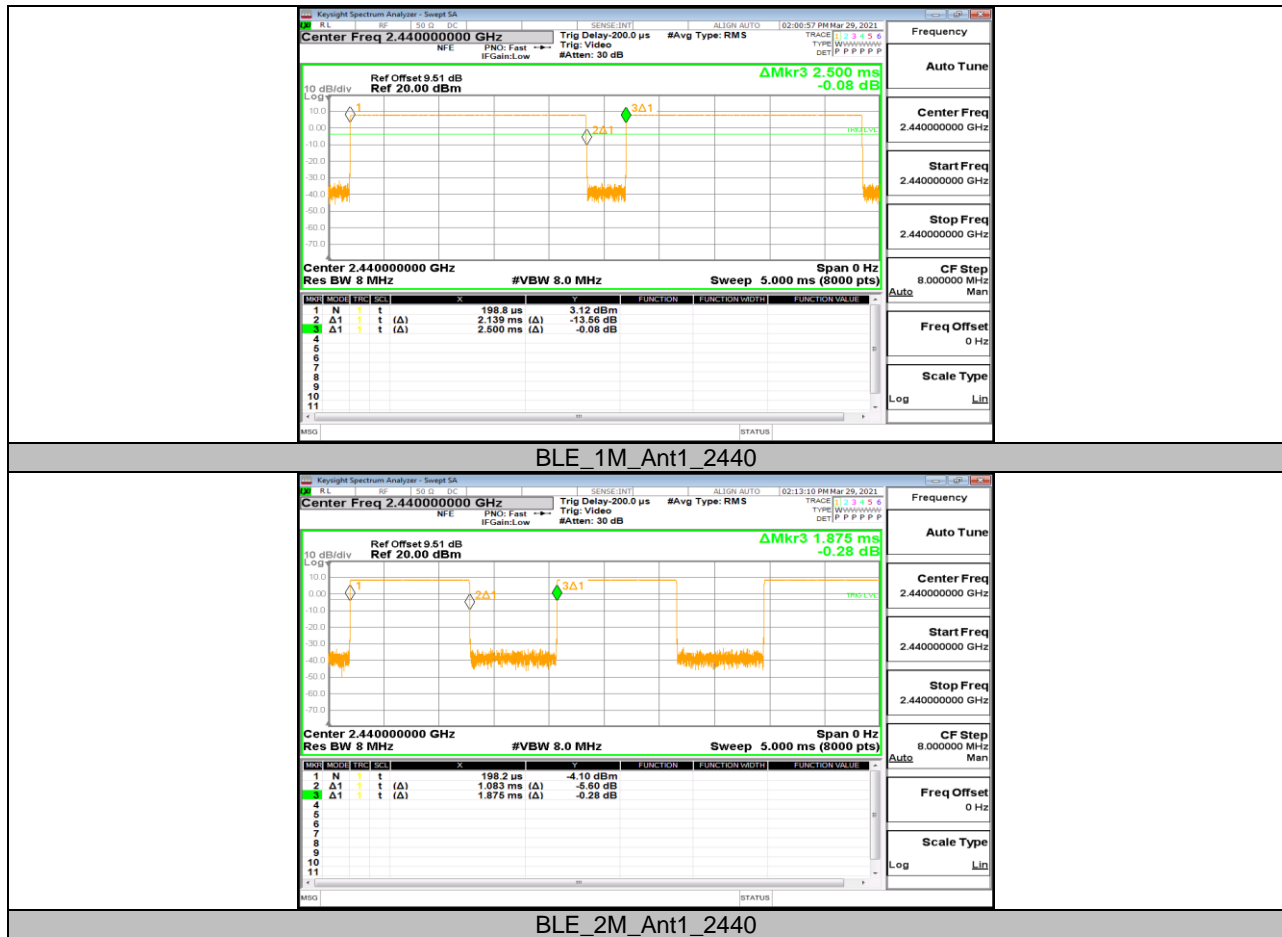 Keysight Spectrum Analyzer - Swept SA
RL RF 50 Ω DC SENSE:INT ALIGN AUTO 02:00:57 PM Mar 29, 2021
Center Freq 2.440000000 GHz
NFE PNO: Fast IFGain:Low
Trig Delay-200.0 µs #Avg Type: RMS
Trig: Video
#Atten: 30 dB
TRACE 1 2 3 4 5 6
TYPE WWWWWW
DET P P P P P P
ΔMkr3 2.500 ms
-0.08 dB
Ref Offset 9.51 dB
10 dB/div Ref 20.00 dBm
Log
10.0
0.00
-10.0
-20.0
-30.0
-40.0
-50.0
-60.0
-70.0
1
2Δ1
3Δ1
TRIG LVL
Center 2.440000000 GHz Span 0 Hz
Res BW 8 MHz #VBW 8.0 MHz Sweep 5.000 ms (8000 pts)
MKR MODE TRC SCL X Y FUNCTION FUNCTION WIDTH FUNCTION VALUE
1 N 1 t 198.8 µs 3.12 dBm
2 Δ1 1 t (Δ) 2.139 ms (Δ) -13.56 dB
3 Δ1 1 t (Δ) 2.500 ms (Δ) -0.08 dB
4
5
6
7
8
9
10
11
MSG STATUS
Frequency
Auto Tune
Center Freq
2.440000000 GHz
Start Freq
2.440000000 GHz
Stop Freq
2.440000000 GHz
CF Step
8.000000 MHz
Auto Man
Freq Offset
0 Hz
Scale Type
Log Lin
BLE_1M_Ant1_2440
Keysight Spectrum Analyzer - Swept SA
RL RF 50 Ω DC SENSE:INT ALIGN AUTO 02:13:10 PM Mar 29, 2021
Center Freq 2.440000000 GHz
NFE PNO: Fast IFGain:Low
Trig Delay-200.0 µs #Avg Type: RMS
Trig: Video
#Atten: 30 dB
TRACE 1 2 3 4 5 6
TYPE WWWWWW
DET P P P P P P
ΔMkr3 1.875 ms
-0.28 dB
Ref Offset 9.51 dB
10 dB/div Ref 20.00 dBm
Log
10.0
0.00
-10.0
-20.0
-30.0
-40.0
-50.0
-60.0
-70.0
1
2Δ1
3Δ1
TRIG LVL
Center 2.440000000 GHz Span 0 Hz
Res BW 8 MHz #VBW 8.0 MHz Sweep 5.000 ms (8000 pts)
MKR MODE TRC SCL X Y FUNCTION FUNCTION WIDTH FUNCTION VALUE
1 N 1 t 198.2 µs -4.10 dBm
2 Δ1 1 t (Δ) 1.083 ms (Δ) -5.60 dB
3 Δ1 1 t (Δ) 1.875 ms (Δ) -0.28 dB
4
5
6
7
8
9
10
11
MSG STATUS
Frequency
Auto Tune
Center Freq
2.440000000 GHz
Start Freq
2.440000000 GHz
Stop Freq
2.440000000 GHz
CF Step
8.000000 MHz
Auto Man
Freq Offset
0 Hz
Scale Type
Log Lin
BLE_2M_Ant1_2440